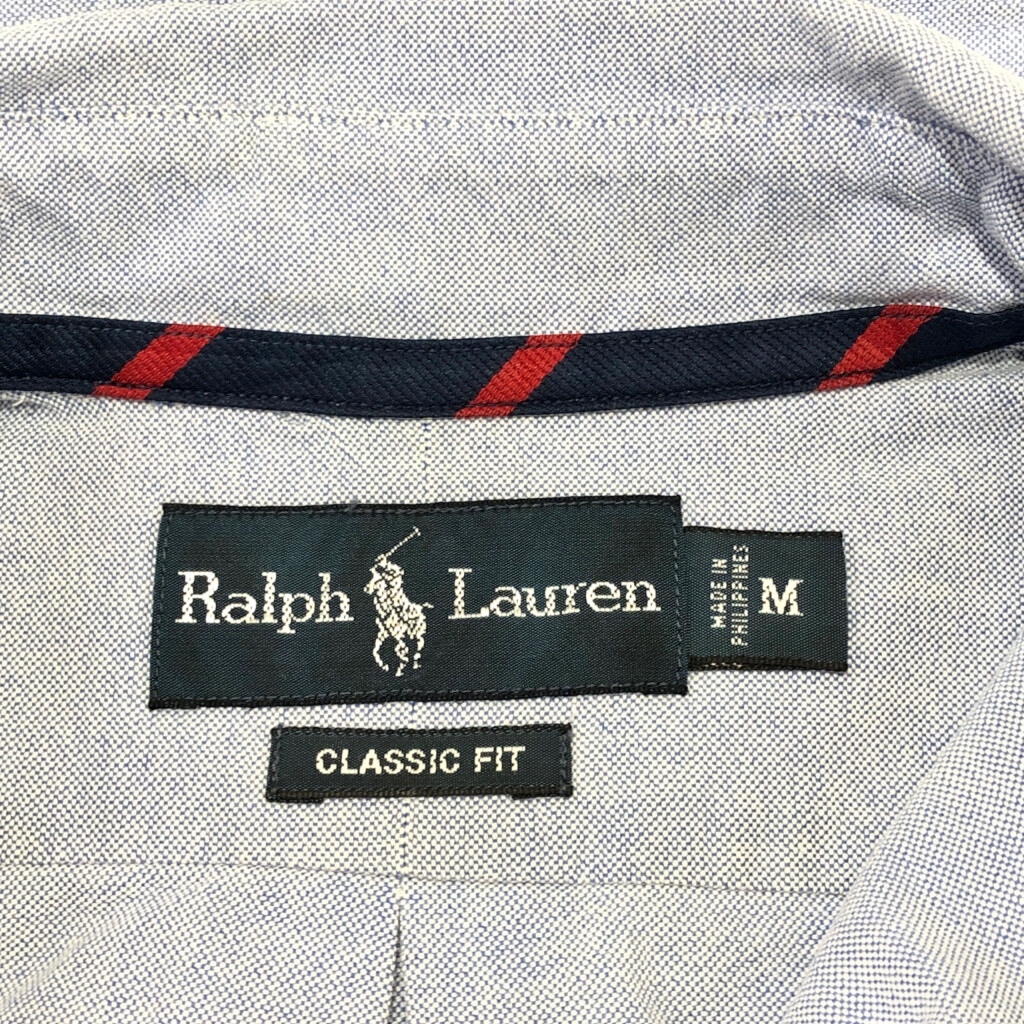 Ralph Lauren
MADE IN
PHILIPPINES
M
CLASSIC FIT